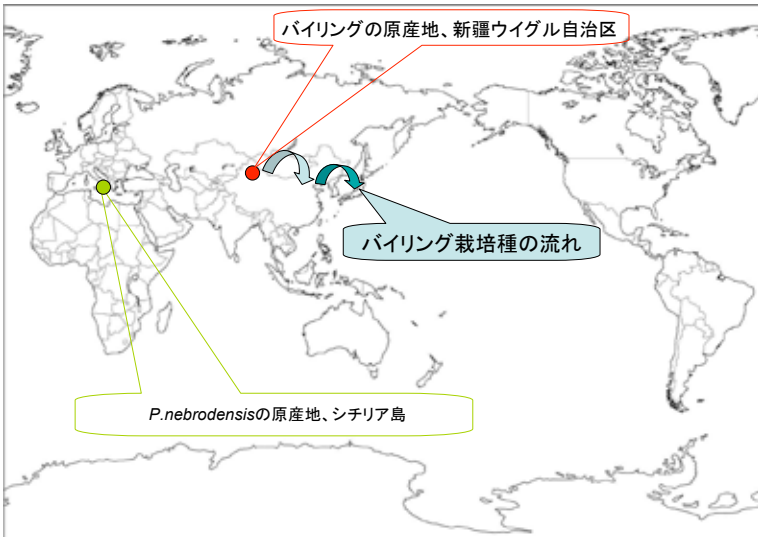 バイリングの原産地、新疆ウイグル自治区
バイリング栽培種の流れ
P.nebrodensisの原産地、シチリア島